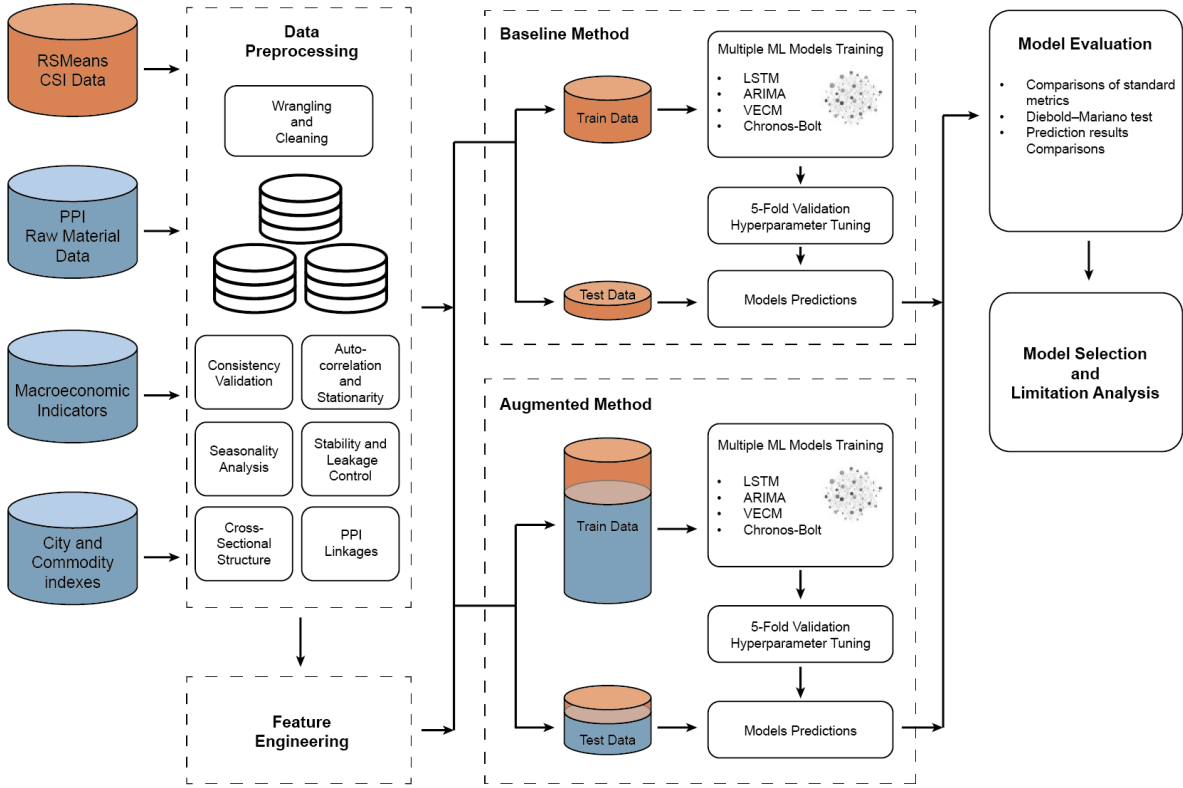 RSMeans
CSI Data
PPI
Raw Material
Data
Macroeconomic
Indicators
City and
Commodity
indexes
Data
Preprocessing
Wrangling
and
Cleaning
Consistency
Validation
Auto-
correlation and
Stationarity
Seasonality
Analysis
Stability and
Leakage
Control
Cross-
Sectional
Structure
PPI
Linkages
Feature
Engineering
Baseline Method
Train Data
Test Data
Multiple ML Models Training
• LSTM
• ARIMA
• VECM
• Chronos-Bolt
5-Fold Validation
Hyperparameter Tuning
Models Predictions
Augmented Method
Train Data
Test Data
Multiple ML Models Training
• LSTM
• ARIMA
• VECM
• Chronos-Bolt
5-Fold Validation
Hyperparameter Tuning
Models Predictions
Model Evaluation
• Comparisons of standard
metrics
• Diebold–Mariano test
• Prediction results
Comparisons
Model Selection
and
Limitation Analysis